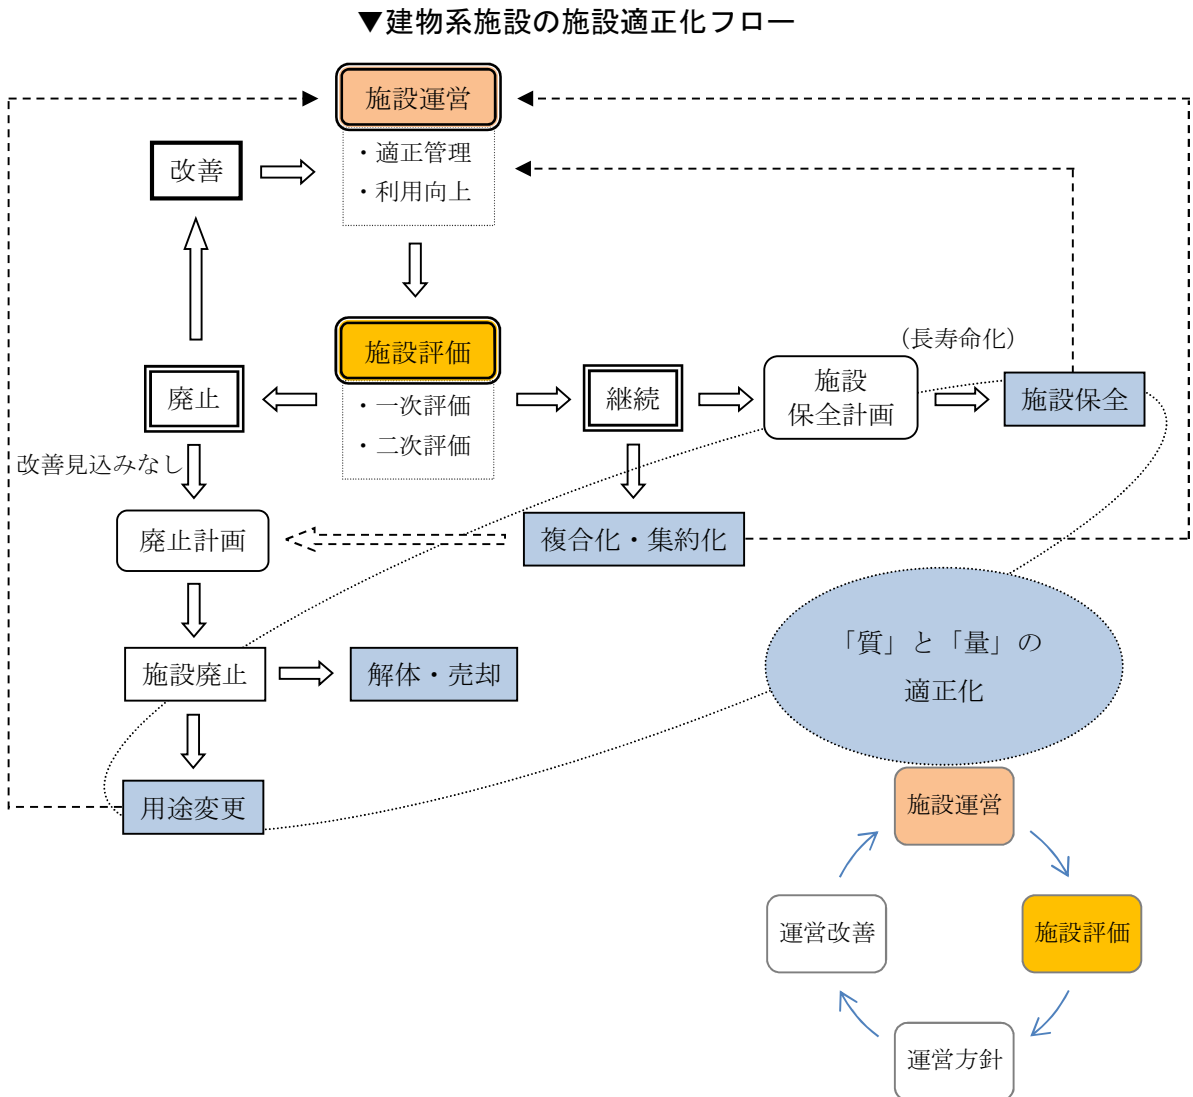 ▼建物系施設の施設適正化フロー
施設運営
・適正管理
・利用向上
改善
施設評価
・一次評価
・二次評価
廃止
継続
施設
保全計画
(長寿命化)
施設保全
改善見込みなし
廃止計画
複合化・集約化
施設廃止
解体・売却
用途変更
「質」と「量」の
適正化
施設運営
施設評価
運営方針
運営改善